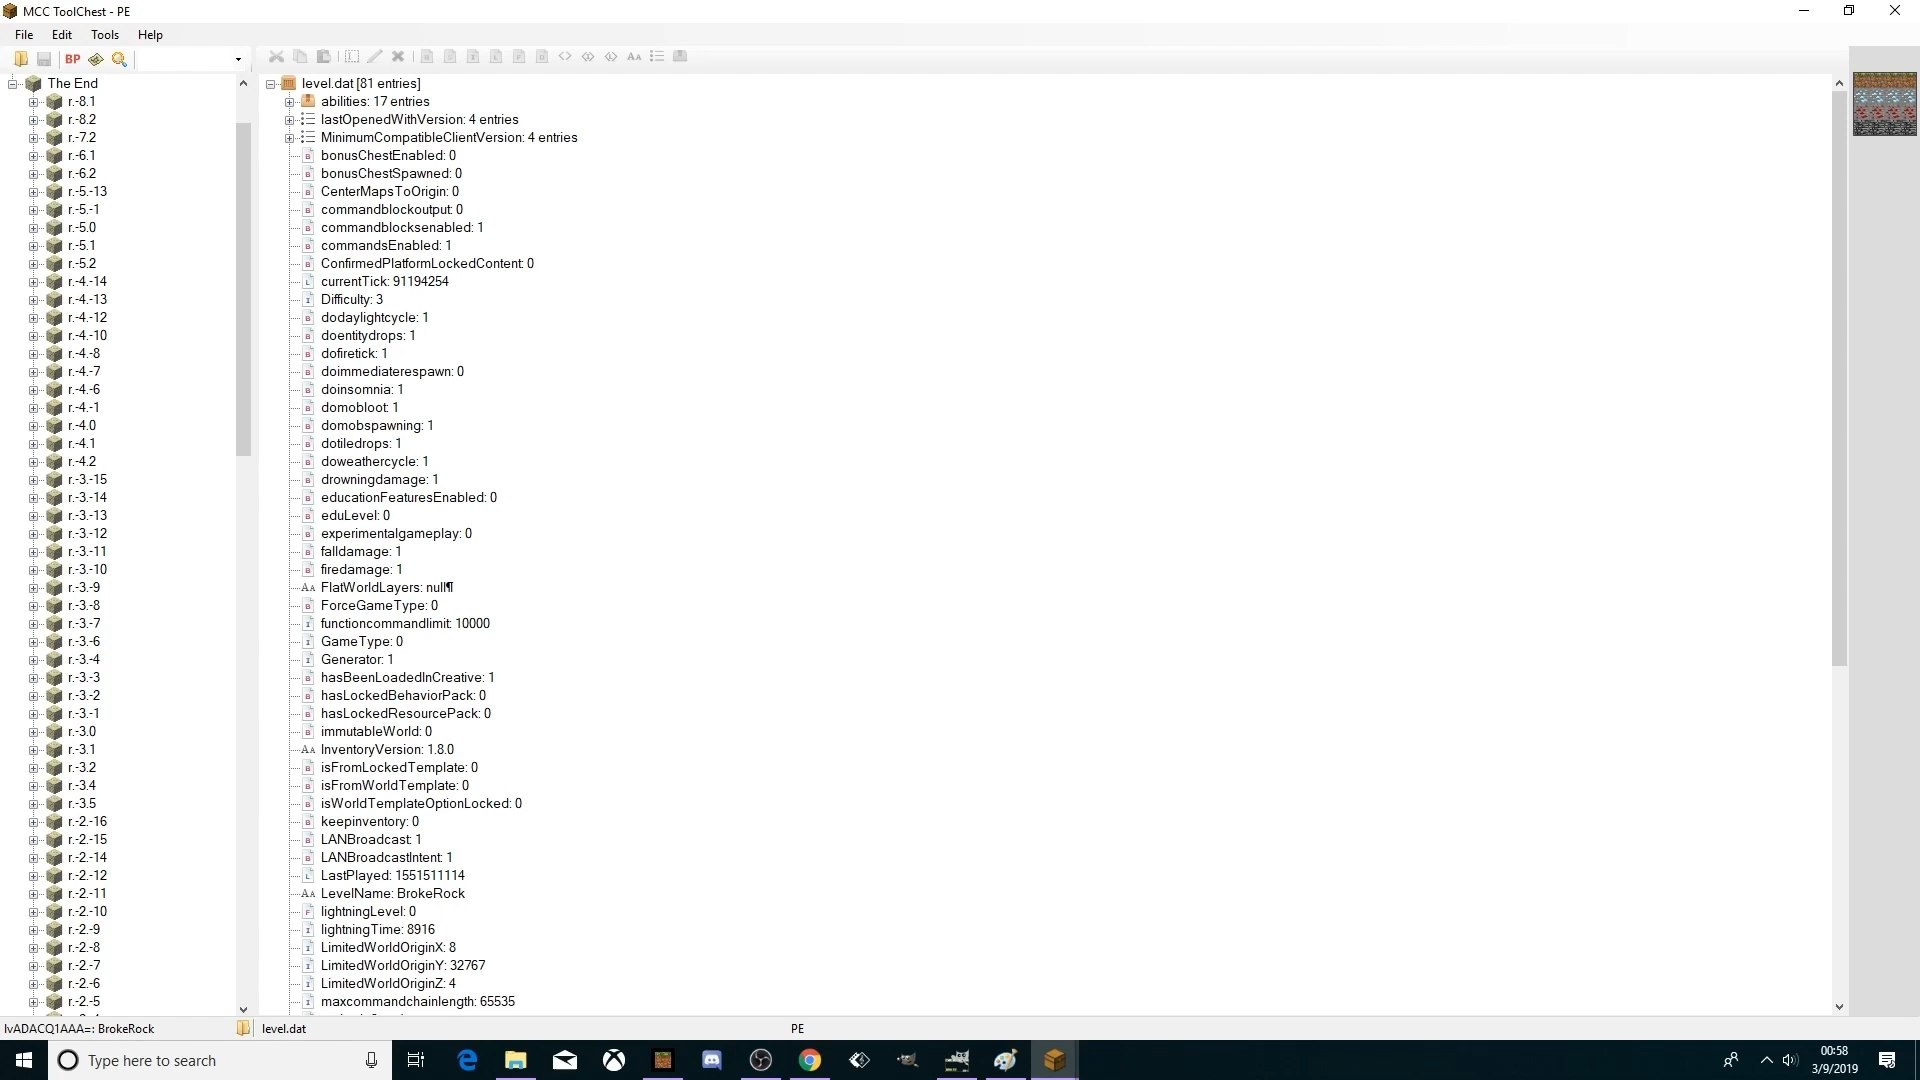 MCC ToolChest - PE
File Edit Tools Help
BP
The End
r.-8.1
r.-8.2
r.-7.2
r.-6.1
r.-6.2
r.-5.-13
r.-5.-1
r.-5.0
r.-5.1
r.-5.2
r.-4.-14
r.-4.-13
r.-4.-12
r.-4.-10
r.-4.-8
r.-4.-7
r.-4.-6
r.-4.-1
r.-4.0
r.-4.1
r.-4.2
r.-3.-15
r.-3.-14
r.-3.-13
r.-3.-12
r.-3.-11
r.-3.-10
r.-3.-9
r.-3.-8
r.-3.-7
r.-3.-6
r.-3.-4
r.-3.-3
r.-3.-2
r.-3.-1
r.-3.0
r.-3.1
r.-3.2
r.-3.4
r.-3.5
r.-2.-16
r.-2.-15
r.-2.-14
r.-2.-12
r.-2.-11
r.-2.-10
r.-2.-9
r.-2.-8
r.-2.-7
r.-2.-6
r.-2.-5
level.dat [81 entries]
abilities: 17 entries
lastOpenedWithVersion: 4 entries
MinimumCompatibleClientVersion: 4 entries
bonusChestEnabled: 0
bonusChestSpawned: 0
CenterMapsToOrigin: 0
commandblockoutput: 0
commandblocksenabled: 1
commandsEnabled: 1
ConfirmedPlatformLockedContent: 0
currentTick: 91194254
Difficulty: 3
dodaylightcycle: 1
doentitydrops: 1
dofiretick: 1
doimmediaterespawn: 0
doinsomnia: 1
domobloot: 1
domobspawning: 1
dotiledrops: 1
doweathercycle: 1
drowningdamage: 1
educationFeaturesEnabled: 0
eduLevel: 0
experimentalgameplay: 0
falldamage: 1
firedamage: 1
FlatWorldLayers: null¶
ForceGameType: 0
functioncommandlimit: 10000
GameType: 0
Generator: 1
hasBeenLoadedInCreative: 1
hasLockedBehaviorPack: 0
hasLockedResourcePack: 0
immutableWorld: 0
InventoryVersion: 1.8.0
isFromLockedTemplate: 0
isFromWorldTemplate: 0
isWorldTemplateOptionLocked: 0
keepinventory: 0
LANBroadcast: 1
LANBroadcastIntent: 1
LastPlayed: 1551511114
LevelName: BrokeRock
lightningLevel: 0
lightningTime: 8916
LimitedWorldOriginX: 8
LimitedWorldOriginY: 32767
LimitedWorldOriginZ: 4
maxcommandchainlength: 65535
lvADACQ1AAA=: BrokeRock
level.dat
PE
Type here to search
00:58
3/9/2019